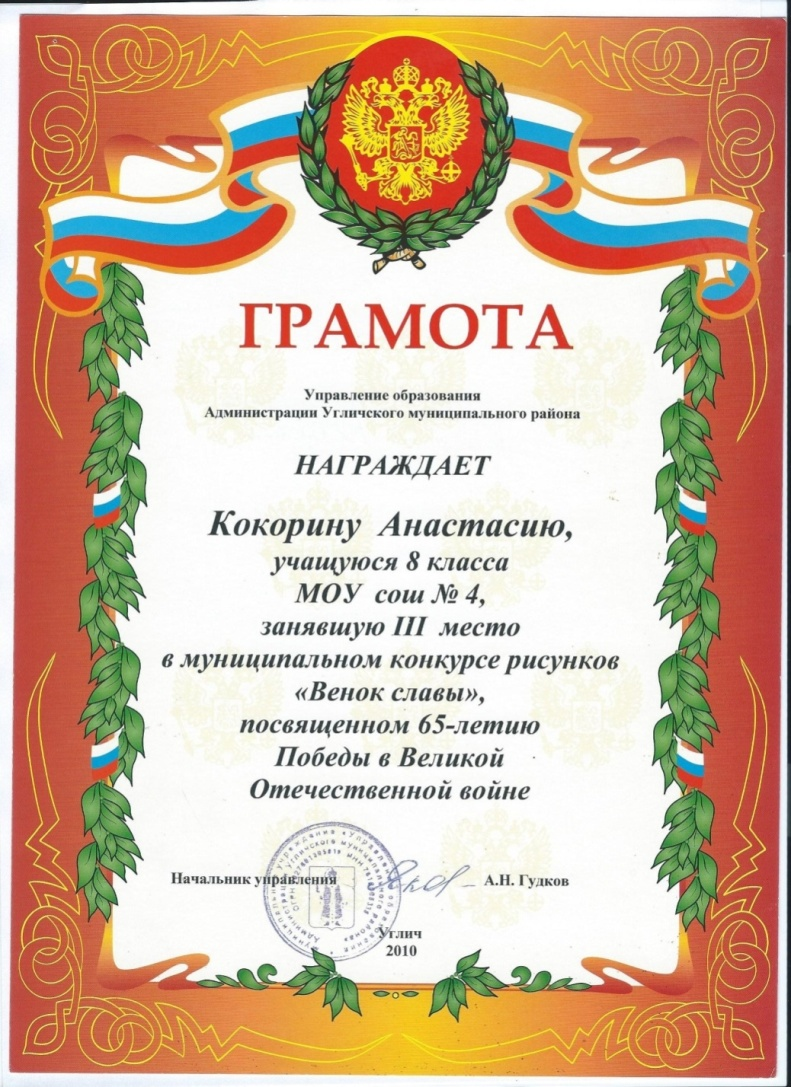 ГРАМОТА
Управление образования
Администрации Угличского муниципального района
НАГРАЖДАЕТ
Кокорину Анастасию,
учащуюся 8 класса
МОУ сош № 4,
занявшую III место
в муниципальном конкурсе рисунков
«Венок славы»,
посвященном 65-летию
Победы в Великой
Отечественной войне
Начальник управления
А.Н. Гудков
Углич
2010